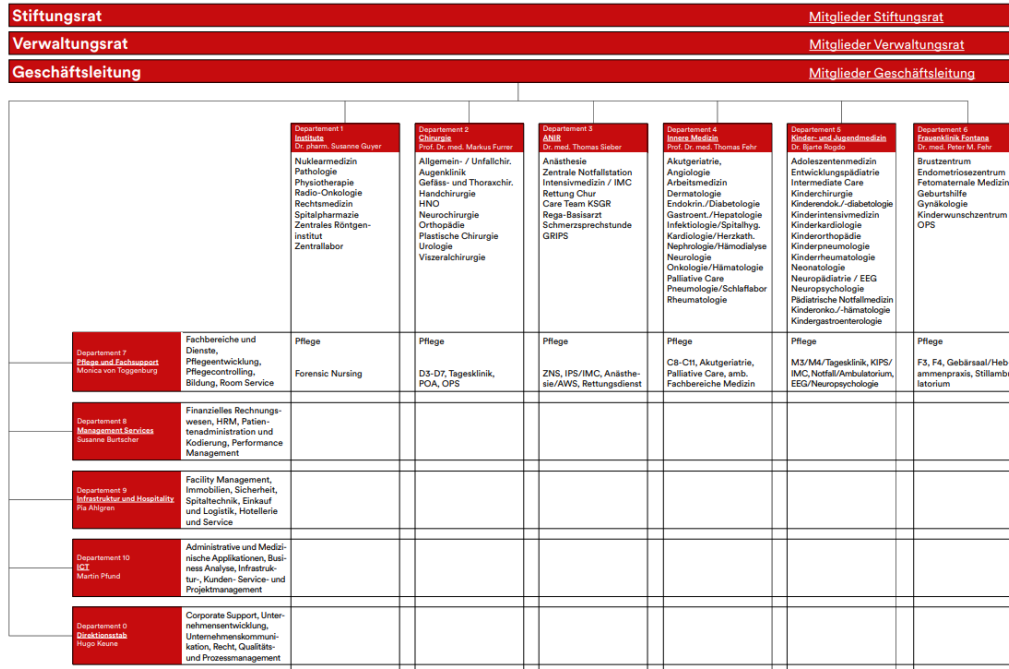 Stiftungsrat
Mitglieder Stiftungsrat
Verwaltungsrat
Mitglieder Verwaltungsrat
Geschäftsleitung
Mitglieder Geschäftsleitung
Departement 1
Institute
Dr. pharm. Susanne Guyer
Nuklearmedizin
Pathologie
Physiotherapie
Radio-Onkologie
Rechtsmedizin
Spitalpharmazie
Zentrales Röntgen-
institut
Zentrallabor
Departement 2
Chirurgie
Prof. Dr. med. Markus Furrer
Allgemein- / Unfallchir.
Augenklinik
Gefäss- und Thoraxchir.
Handchirurgie
HNO
Neurochirurgie
Orthopädie
Plastische Chirurgie
Urologie
Viszeralchirurgie
Departement 3
ANIR
Dr. med. Thomas Sieber
Anästhesie
Zentrale Notfallstation
Intensivmedizin / IMC
Rettung Chur
Care Team KSGR
Rega-Basisarzt
Schmerzsprechstunde
GRIPS
Departement 4
Innere Medizin
Prof. Dr. med. Thomas Fehr
Akutgeriatrie,
Angiologie
Arbeitsmedizin
Dermatologie
Endokrin./Diabetologie
Gastroent./Hepatologie
Infektiologie/Spitalhyg.
Kardiologie/Herzkath.
Nephrologie/Hämodialyse
Neurologie
Onkologie/Hämatologie
Palliative Care
Pneumologie/Schlaflabor
Rheumatologie
Departement 5
Kinder- und Jugendmedizin
Dr. Bjarte Rogdo
Adoleszentenmedizin
Entwicklungspädiatrie
Intermediate Care
Kinderchirurgie
Kinderendok./-diabetologie
Kinderintensivmedizin
Kinderkardiologie
Kinderorthopädie
Kinderpneumologie
Kinderrheumatologie
Neonatologie
Neuropädiatrie / EEG
Neuropsychologie
Pädiatrische Notfallmedizin
Kinderonko./-hämatologie
Kindergastroenterologie
Departement 6
Frauenklinik Fontana
Dr. med. Peter M. Fehr
Brustzentrum
Endometriosezentrum
Fetomaternale Medizin
Geburtshilfe
Gynäkologie
Kinderwunschzentrum
OPS
Departement 7
Pflege und Fachsupport
Monica von Toggenburg
Fachbereiche und
Dienste,
Pflegeentwicklung,
Pflegecontrolling,
Bildung, Room Service
Pflege
Forensic Nursing
Pflege
D3-D7, Tagesklinik,
POA, OPS
Pflege
ZNS, IPS/IMC, Anästhe-
sie/AWS, Rettungsdienst
Pflege
C8-C11, Akutgeriatrie,
Palliative Care, amb.
Fachbereiche Medizin
Pflege
M3/M4/Tagesklinik, KIPS/
IMC, Notfall/Ambulatorium,
EEG/Neuropsychologie
Pflege
F3, F4, Gebärsaal/Heb-
ammenpraxis, Stillambu
latorium
Departement 8
Management Services
Susanne Burtscher
Finanzielles Rechnungs-
wesen, HRM, Patien-
tenadministration und
Kodierung, Performance
Management
Departement 9
Infrastruktur und Hospitality
Pia Ahlgren
Facility Management,
Immobilien, Sicherheit,
Spitaltechnik, Einkauf
und Logistik, Hotellerie
und Service
Departement 10
ICT
Martin Pfund
Administrative und Medizi-
nische Applikationen, Busi-
ness Analyse, Infrastruk-
tur-, Kunden- Service- und
Projektmanagement
Departement 0
Direktionsstab
Hugo Keune
Corporate Support, Unter-
nehmensentwicklung,
Unternehmenskommuni-
kation, Recht, Qualitäts-
und Prozessmanagement